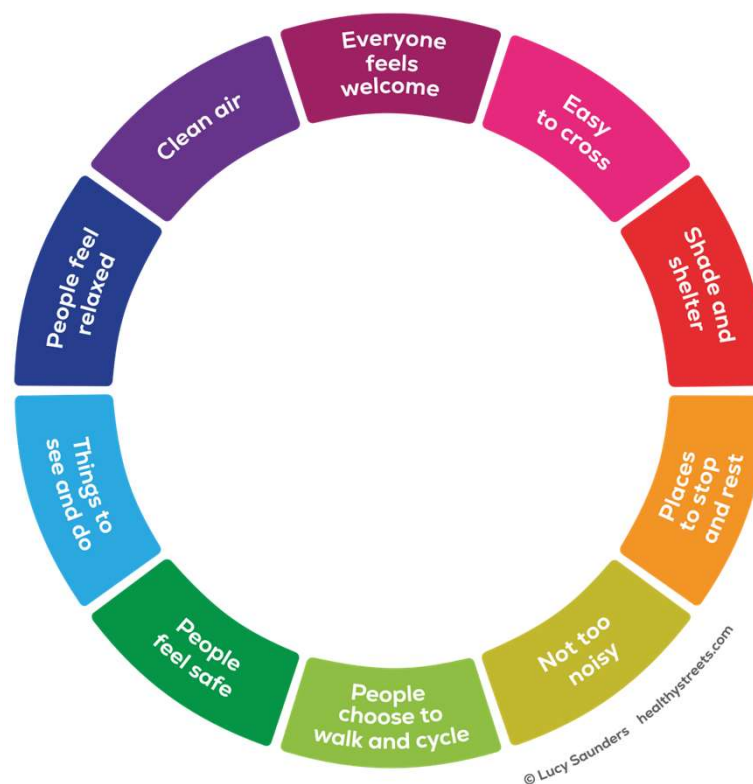 Everyone
feels
welcome
Easy
to cross
Shade and
shelter
Places
to stop
and rest
Not too
noisy
People
choose to
walk and cycle
People
feel safe
Things to
see and do
People feel
relaxed
Clean air
© Lucy Saunders healthystreets.com